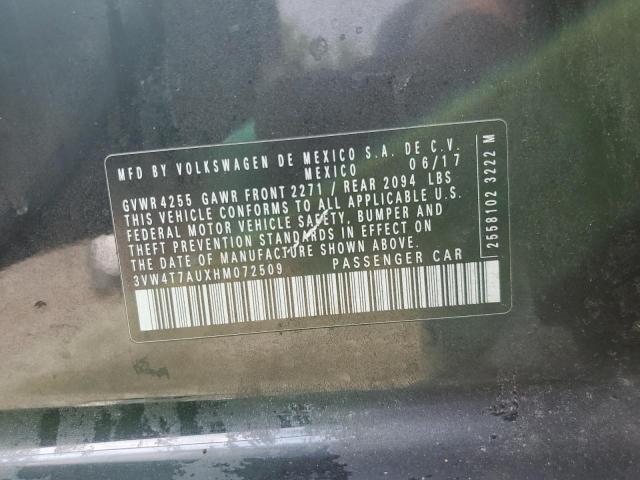 MFD BY VOLKSWAGEN DE MEXICO S.A. DE C.V.
MEXICO 06/17
GVWR 4255 GAWR FRONT 2271 / REAR 2094 LBS
THIS VEHICLE CONFORMS TO ALL APPLICABLE U.S.
FEDERAL MOTOR VEHICLE SAFETY, BUMPER AND
THEFT PREVENTION STANDARDS IN EFFECT ON
THE DATE OF MANUFACTURE SHOWN ABOVE.
3VW4T7AUXHM072509 PASSENGER CAR
2558102 3222 M